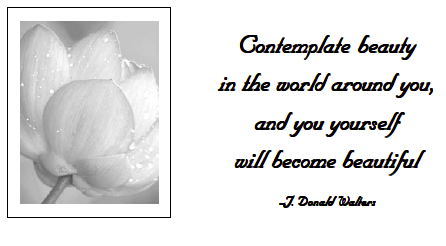 Contemplate beauty
in the world around you,
and you yourself
will become beautiful
~J. Donald Walters